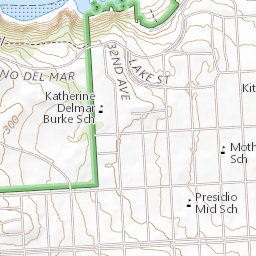 LAKE ST
32ND AVE
NO DEL MAR
Katherine
Delmar
Burke Sch
Kit
300
Moth
Sch
Presidio
Mid Sch